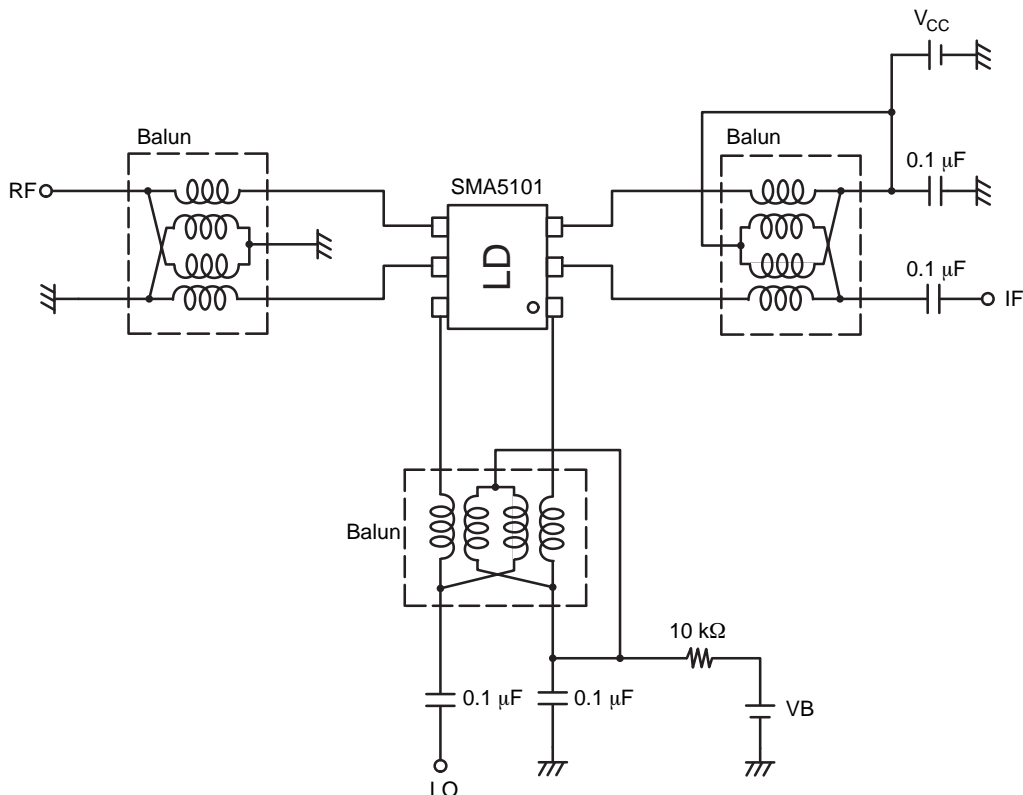 V_CC
Balun
Balun
0.1 μF
RF
SMA5101
LD
0.1 μF
IF
Balun
10 kΩ
0.1 μF
0.1 μF
VB
LO